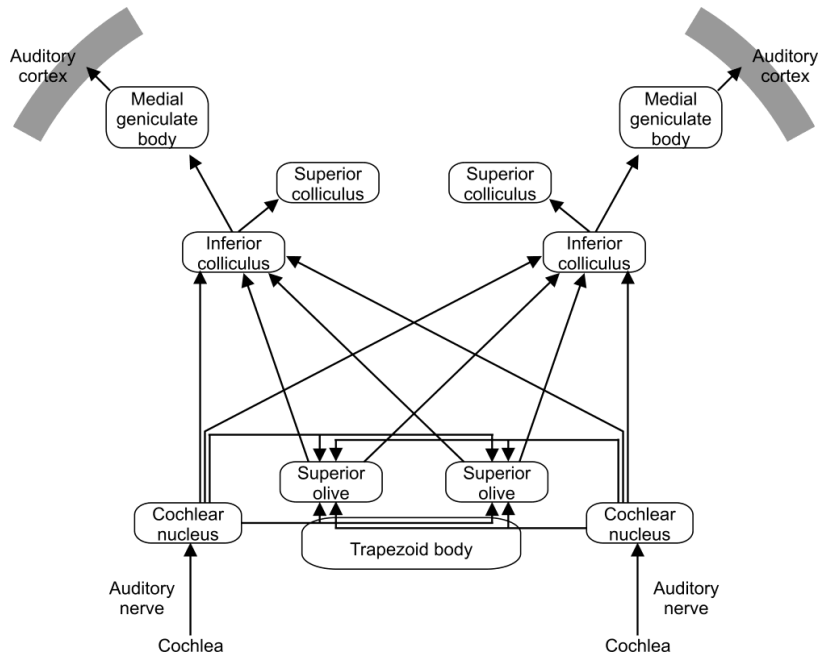 Auditory
cortex
Auditory
cortex
Medial
geniculate
body
Medial
geniculate
body
Superior
colliculus
Superior
colliculus
Inferior
colliculus
Inferior
colliculus
Superior
olive
Superior
olive
Cochlear
nucleus
Cochlear
nucleus
Trapezoid body
Auditory
nerve
Auditory
nerve
Cochlea
Cochlea